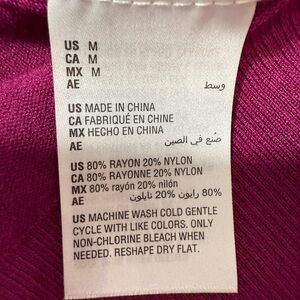 US M
CA M
MX M
AE وسط
US MADE IN CHINA
CA FABRIQUÉ EN CHINE
MX HECHO EN CHINA
AE صنع في الصين
US 80% RAYON 20% NYLON
CA 80% RAYONNE 20% NYLON
MX 80% rayón 20% nilón
AE 80% رايون 20% نايلون
US MACHINE WASH COLD GENTLE
CYCLE WITH LIKE COLORS. ONLY
NON-CHLORINE BLEACH WHEN
NEEDED. RESHAPE DRY FLAT.